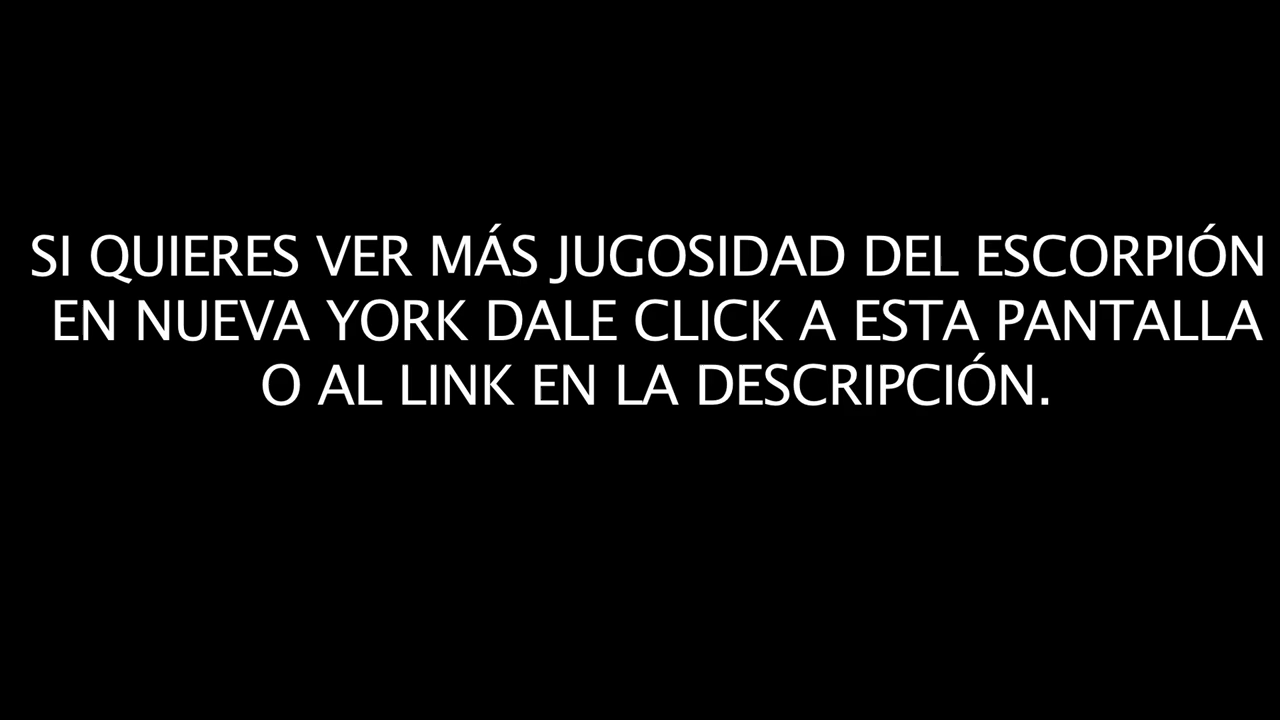 SI QUIERES VER MÁS JUGOSIDAD DEL ESCORPIÓN
EN NUEVA YORK DALE CLICK A ESTA PANTALLA
O AL LINK EN LA DESCRIPCIÓN.